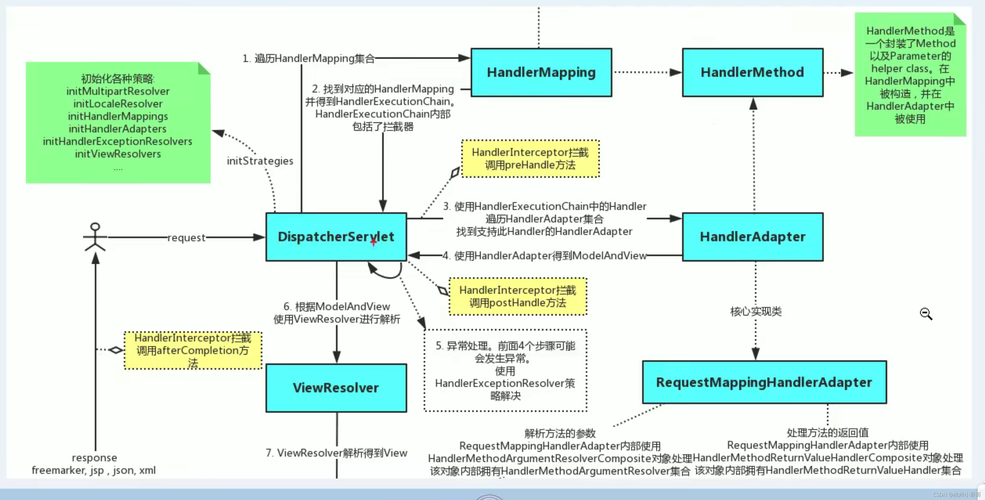 HandlerMethod是
一个封装了Method
以及Parameter的
helper class。在
HandlerMapping中
被构造，并在
HandlerAdapter中
被使用
1. 遍历HandlerMapping集合
HandlerMapping
HandlerMethod
初始化各种策略:
initMultipartResolver
initLocaleResolver
initHandlerMappings
initHandlerAdapters
initHandlerExceptionResolvers
initViewResolvers
....
2. 找到对应的HandlerMapping
并得到HandlerExecutionChain。
HandlerExecutionChain内部
包括了拦截器
initStrategies
HandlerInterceptor拦截
调用preHandle方法
request
DispatcherServlet
3. 使用HandlerExecutionChain中的Handler
遍历HandlerAdapter集合
找到支持此Handler的HandlerAdapter
HandlerAdapter
4. 使用HandlerAdapter得到ModelAndView
HandlerInterceptor拦截
调用postHandle方法
6. 根据ModelAndView
使用ViewResolver进行解析
核心实现类
HandlerInterceptor拦截
调用afterCompletion方
法
5. 异常处理。前面4个步骤可能
会发生异常。
使用
HandlerExceptionResolver策
略解决
ViewResolver
RequestMappingHandlerAdapter
response
freemarker, jsp , json, xml
7. ViewResolver解析得到View
解析方法的参数
RequestMappingHandlerAdapter内部使用
HandlerMethodArgumentResolverComposite对象处理
该对象内部拥有HandlerMethodArgumentResolver集合
处理方法的返回值
RequestMappingHandlerAdapter内部使用
HandlerMethodReturnValueHandlerComposite对象处理
该对象内部拥有HandlerMethodReturnValueHandler集合